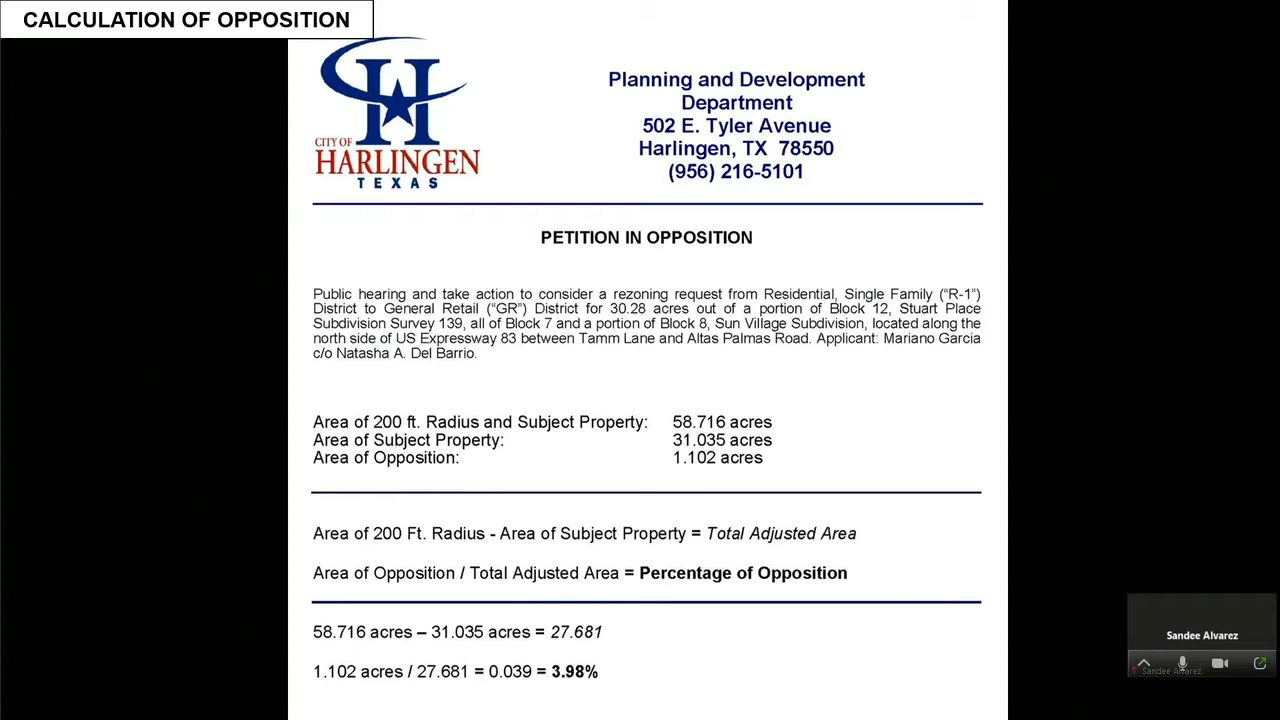 CALCULATION OF OPPOSITION
H
CITY OF
HARLINGEN
TEXAS
Planning and Development
Department
502 E. Tyler Avenue
Harlingen, TX 78550
(956) 216-5101
PETITION IN OPPOSITION
Public hearing and take action to consider a rezoning request from Residential, Single Family (“R-1”)
District to General Retail (“GR”) District for 30.28 acres out of a portion of Block 12, Stuart Place
Subdivision Survey 139, all of Block 7 and a portion of Block 8, Sun Village Subdivision, located along the
north side of US Expressway 83 between Tamm Lane and Altas Palmas Road. Applicant: Mariano Garcia
c/o Natasha A. Del Barrio.
Area of 200 ft. Radius and Subject Property: 58.716 acres
Area of Subject Property: 31.035 acres
Area of Opposition: 1.102 acres
Area of 200 Ft. Radius - Area of Subject Property = Total Adjusted Area
Area of Opposition / Total Adjusted Area = Percentage of Opposition
58.716 acres – 31.035 acres = 27.681
1.102 acres / 27.681 = 0.039 = 3.98%
Sandee Alvarez
Sandee Alvarez